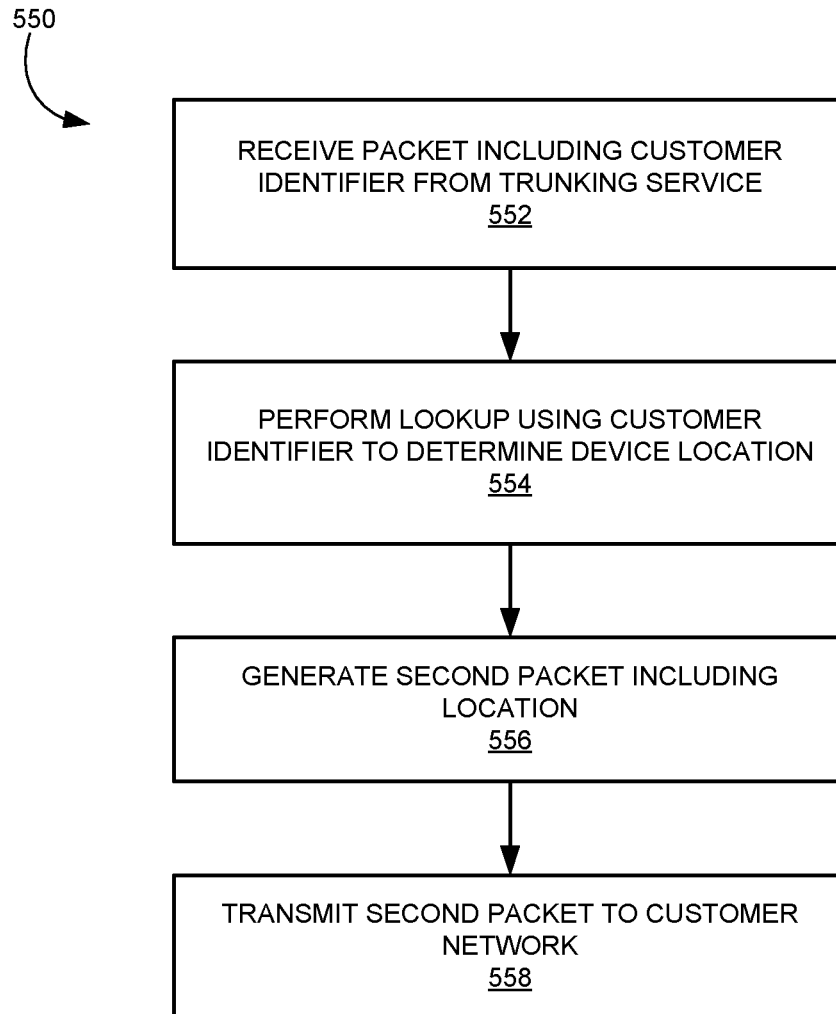 550
RECEIVE PACKET INCLUDING CUSTOMER
IDENTIFIER FROM TRUNKING SERVICE
552
PERFORM LOOKUP USING CUSTOMER
IDENTIFIER TO DETERMINE DEVICE LOCATION
554
GENERATE SECOND PACKET INCLUDING
LOCATION
556
TRANSMIT SECOND PACKET TO CUSTOMER
NETWORK
558